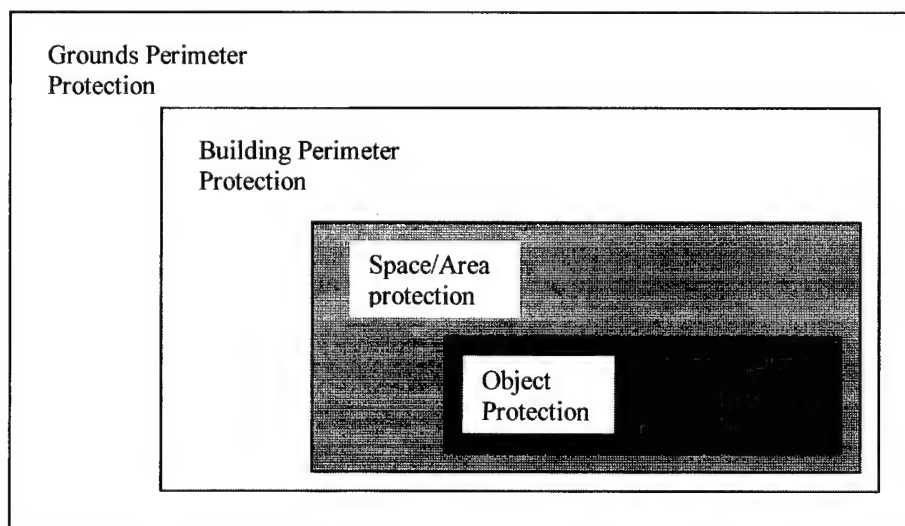 Grounds Perimeter
Protection
Building Perimeter
Protection
Space/Area
protection
Object
Protection